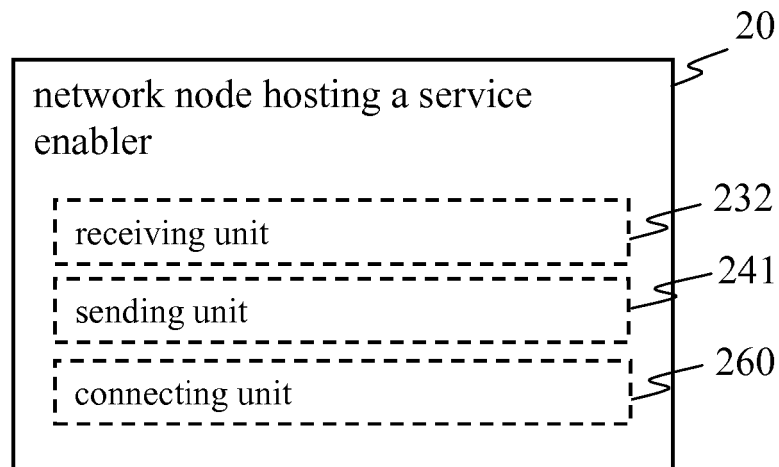 20
network node hosting a service
enabler
232
receiving unit
241
sending unit
260
connecting unit